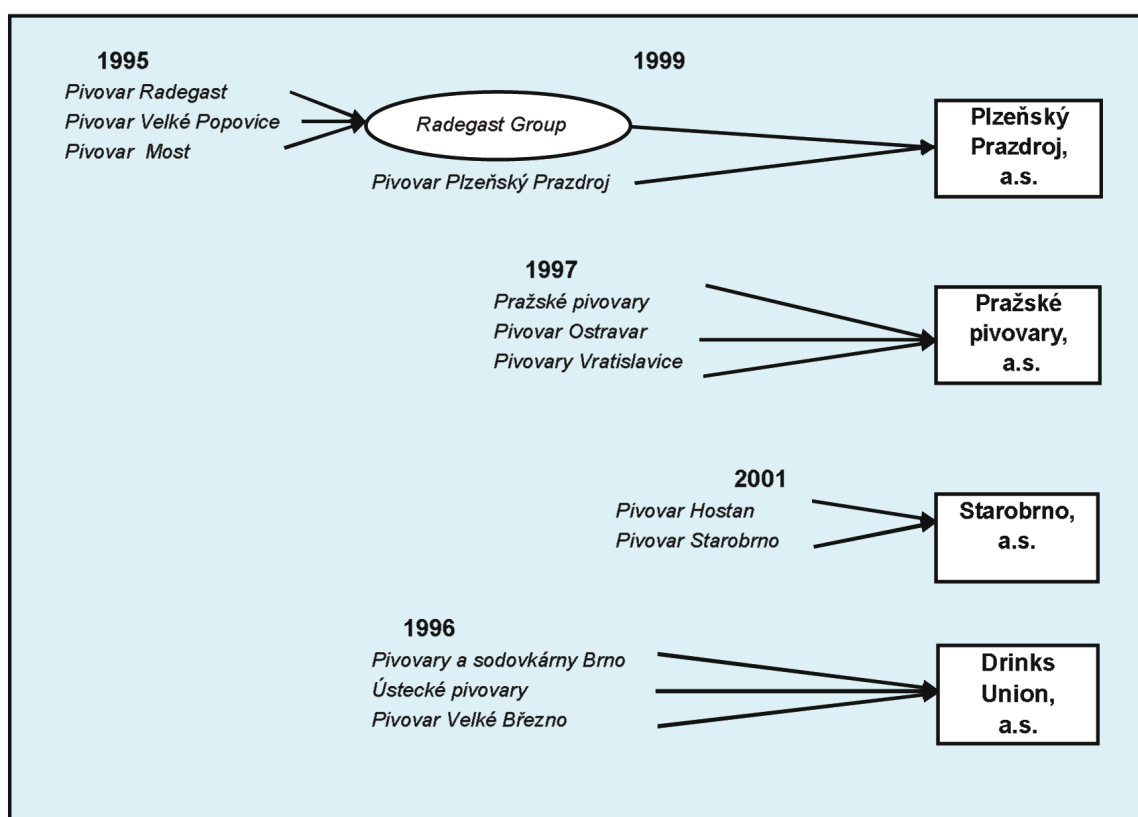 1995
Pivovar Radegast
Pivovar Velké Popovice
Pivovar Most
Radegast Group
1999
Pivovar Plzeňský Prazdroj
Plzeňský
Prazdroj,
a.s.
1997
Pražské pivovary
Pivovar Ostravar
Pivovary Vratislavice
Pražské
pivovary,
a.s.
2001
Pivovar Hostan
Pivovar Starobrno
Starobrno,
a.s.
1996
Pivovary a sodovkárny Brno
Ústecké pivovary
Pivovar Velké Březno
Drinks
Union,
a.s.